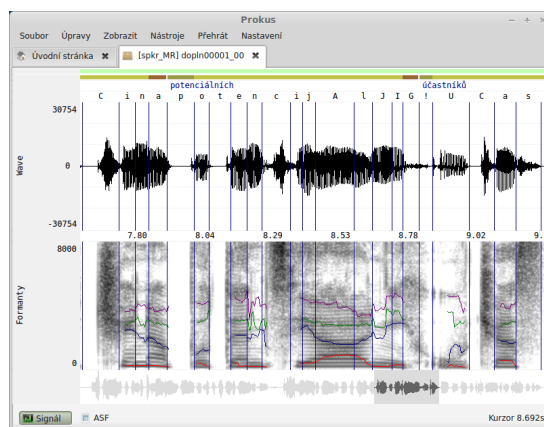 Prokus
Soubor Úpravy Zobrazit Nástroje Přehrát Nastavení
Úvodní stránka [spkr_MR] dopln00001_00
potenciálních účastníků
C i n a p o t e n c i j A l J I G ! U C a s
30754
Wave
0
-30754
7.80 8.04 8.29 8.53 8.78 9.02 9.
8000
Formanty
0
Signál ASF Kurzor 8.692s